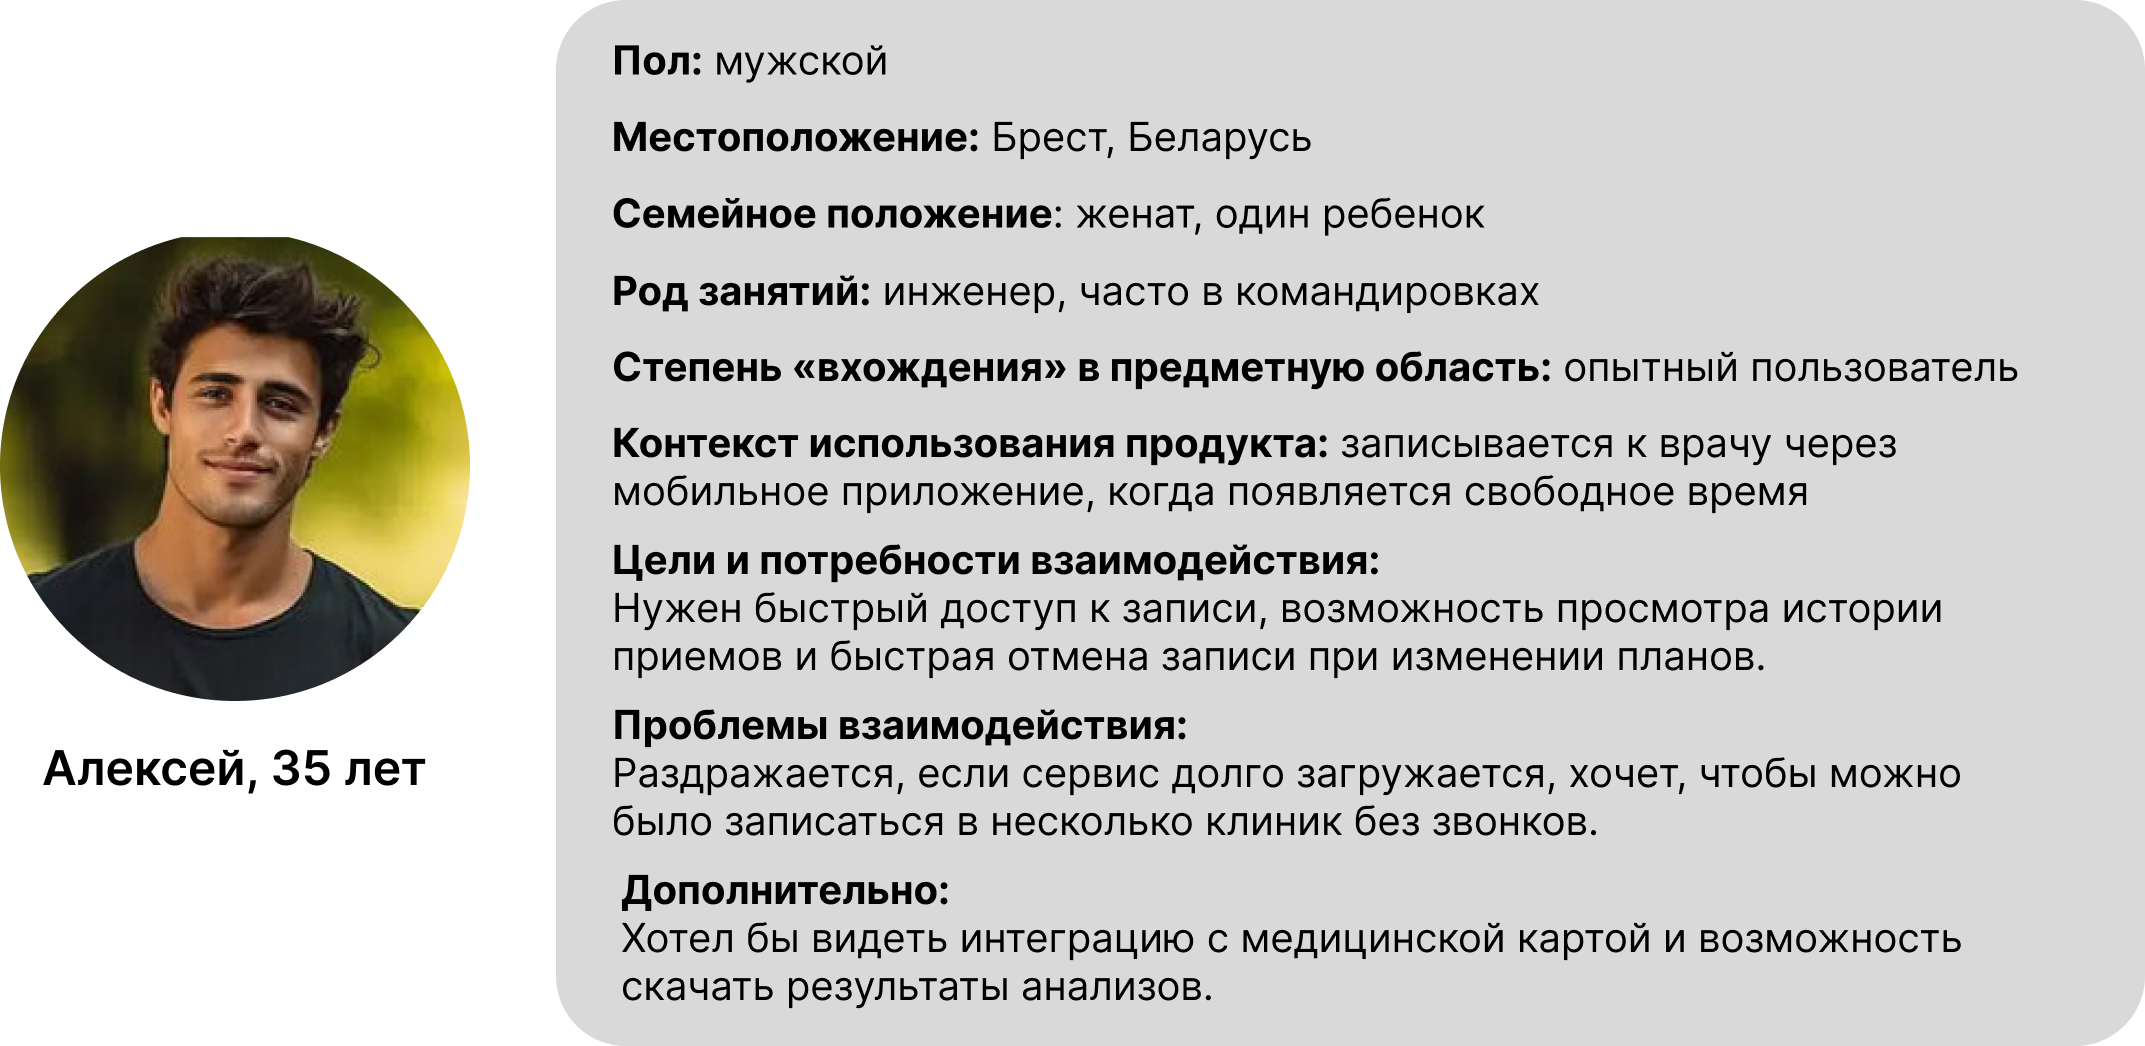 Пол: мужской
Местоположение: Брест, Беларусь
Семейное положение: женат, один ребенок
Род занятий: инженер, часто в командировках
Степень «вхождения» в предметную область: опытный пользователь
Контекст использования продукта: записывается к врачу через
мобильное приложение, когда появляется свободное время
Цели и потребности взаимодействия:
Нужен быстрый доступ к записи, возможность просмотра истории
приемов и быстрая отмена записи при изменении планов.
Проблемы взаимодействия:
Раздражается, если сервис долго загружается, хочет, чтобы можно
было записаться в несколько клиник без звонков.
Дополнительно:
Хотел бы видеть интеграцию с медицинской картой и возможность
скачать результаты анализов.
Алексей, 35 лет